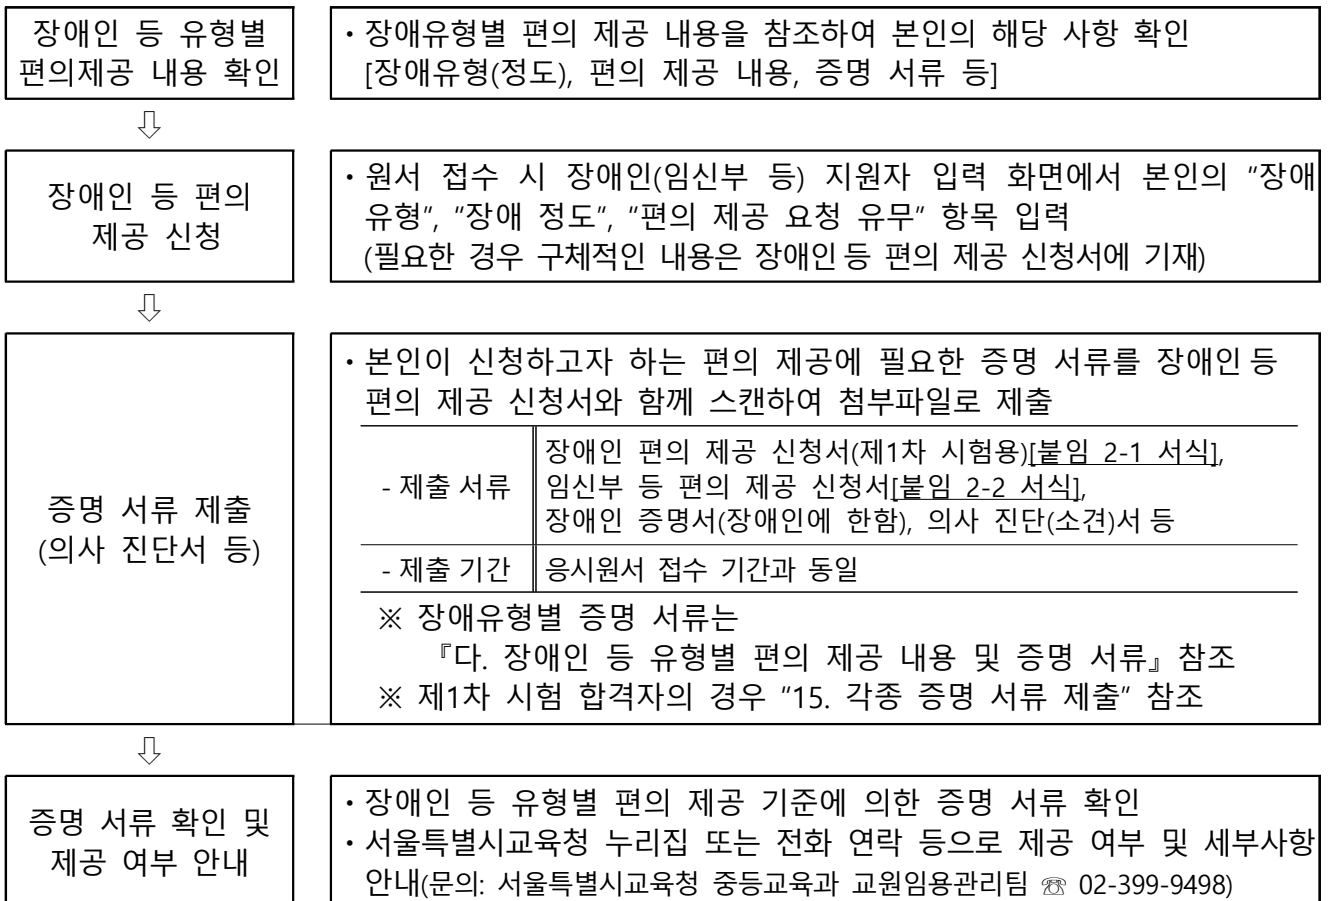 장애인 등 유형별
편의제공 내용 확인
・장애유형별 편의 제공 내용을 참조하여 본인의 해당 사항 확인
[장애유형(정도), 편의 제공 내용, 증명 서류 등]
⇩
장애인 등 편의
제공 신청
・원서 접수 시 장애인(임신부 등) 지원자 입력 화면에서 본인의 "장애
유형", "장애 정도", "편의 제공 요청 유무" 항목 입력
(필요한 경우 구체적인 내용은 장애인 등 편의 제공 신청서에 기재)
⇩
증명 서류 제출
(의사 진단서 등)
・본인이 신청하고자 하는 편의 제공에 필요한 증명 서류를 장애인 등
편의 제공 신청서와 함께 스캔하여 첨부파일로 제출
- 제출 서류
장애인 편의 제공 신청서(제1차 시험용)[붙임 2-1 서식],
임신부 등 편의 제공 신청서[붙임 2-2 서식],
장애인 증명서(장애인에 한함), 의사 진단(소견)서 등
- 제출 기간
응시원서 접수 기간과 동일
※ 장애유형별 증명 서류는
『다. 장애인 등 유형별 편의 제공 내용 및 증명 서류』 참조
※ 제1차 시험 합격자의 경우 "15. 각종 증명 서류 제출" 참조
⇩
증명 서류 확인 및
제공 여부 안내
・장애인 등 유형별 편의 제공 기준에 의한 증명 서류 확인
・서울특별시교육청 누리집 또는 전화 연락 등으로 제공 여부 및 세부사항
안내(문의: 서울특별시교육청 중등교육과 교원임용관리팀 ☏ 02-399-9498)